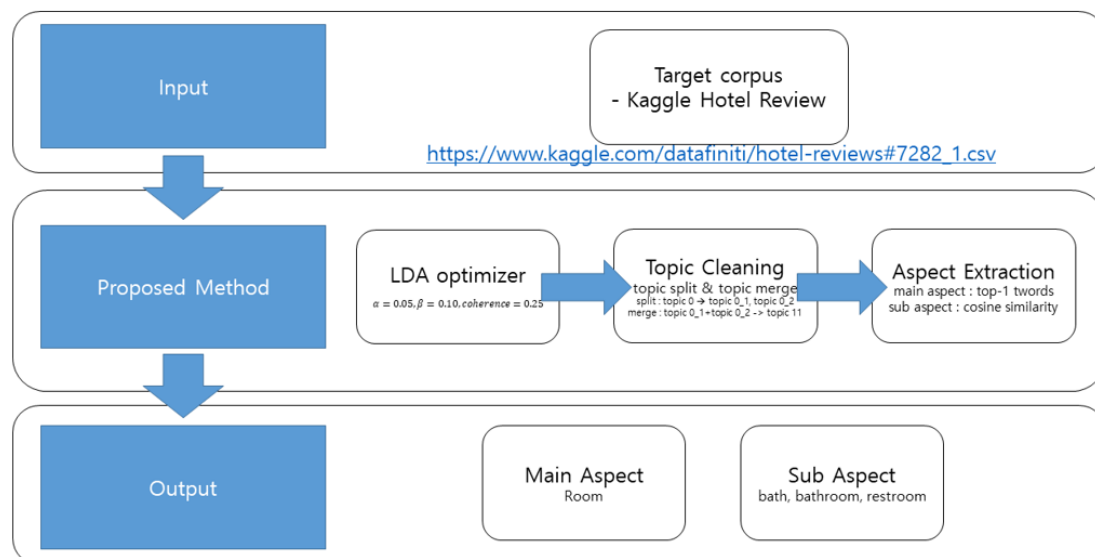 Input
Target corpus
- Kaggle Hotel Review
https://www.kaggle.com/datafiniti/hotel-reviews#7282_1.csv
Proposed Method
LDA optimizer
α = 0.05, β = 0.10, coherence = 0.25
Topic Cleaning
topic split & topic merge
split : topic 0 → topic 0_1, topic 0_2
merge : topic 0_1+topic 0_2 -> topic 11
Aspect Extraction
main aspect : top-1 twords
sub aspect : cosine similarity
Output
Main Aspect
Room
Sub Aspect
bath, bathroom, restroom